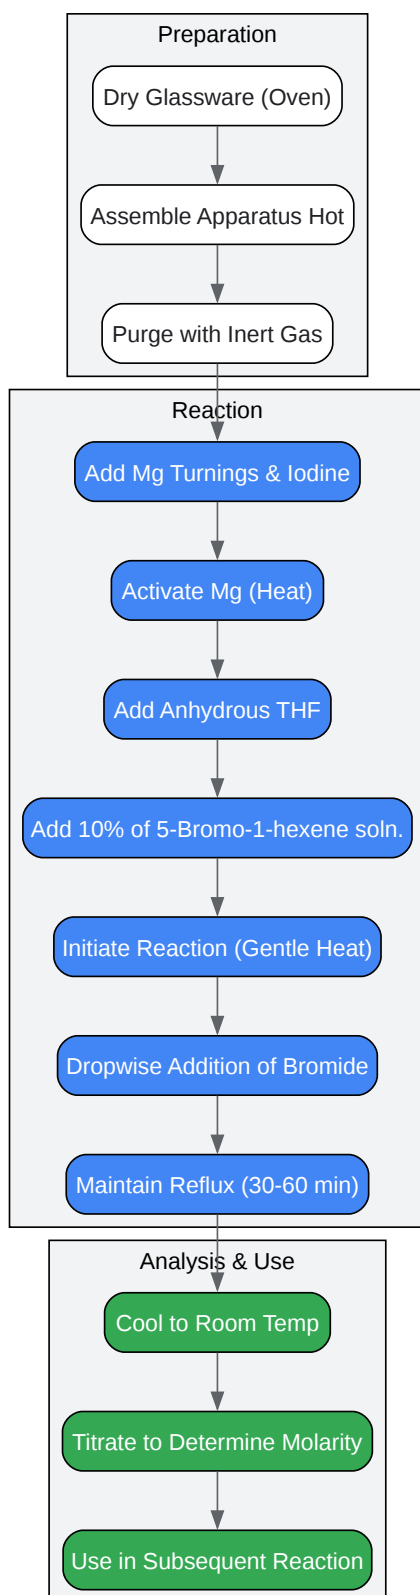 Preparation
Dry Glassware (Oven)
Assemble Apparatus Hot
Purge with Inert Gas
Reaction
Add Mg Turnings & Iodine
Activate Mg (Heat)
Add Anhydrous THF
Add 10% of 5-Bromo-1-hexene soln.
Initiate Reaction (Gentle Heat)
Dropwise Addition of Bromide
Maintain Reflux (30-60 min)
Analysis & Use
Cool to Room Temp
Titrate to Determine Molarity
Use in Subsequent Reaction